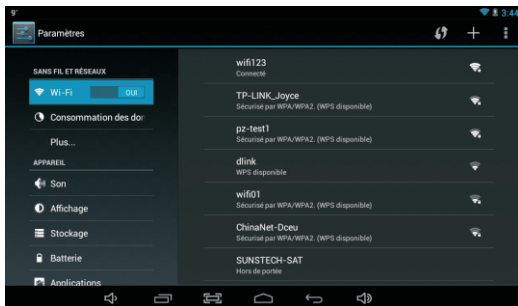 9"
3:44
Paramètres
SANS FIL ET RÉSEAUX
Wi-Fi
OUI
Consommation des dor
Plus...
APPAREIL
Son
Affichage
Stockage
Batterie
Applications
wifi123
Connecté
TP-LINK_Joyce
Sécurisé par WPA/WPA2. (WPS disponible)
pz-test1
Sécurisé par WPA/WPA2. (WPS disponible)
dlink
WPS disponible
wifi01
Sécurisé par WPA/WPA2. (WPS disponible)
ChinaNet-Dceu
Sécurisé par WPA/WPA2. (WPS disponible)
SUNSTECH-SAT
Hors de portée